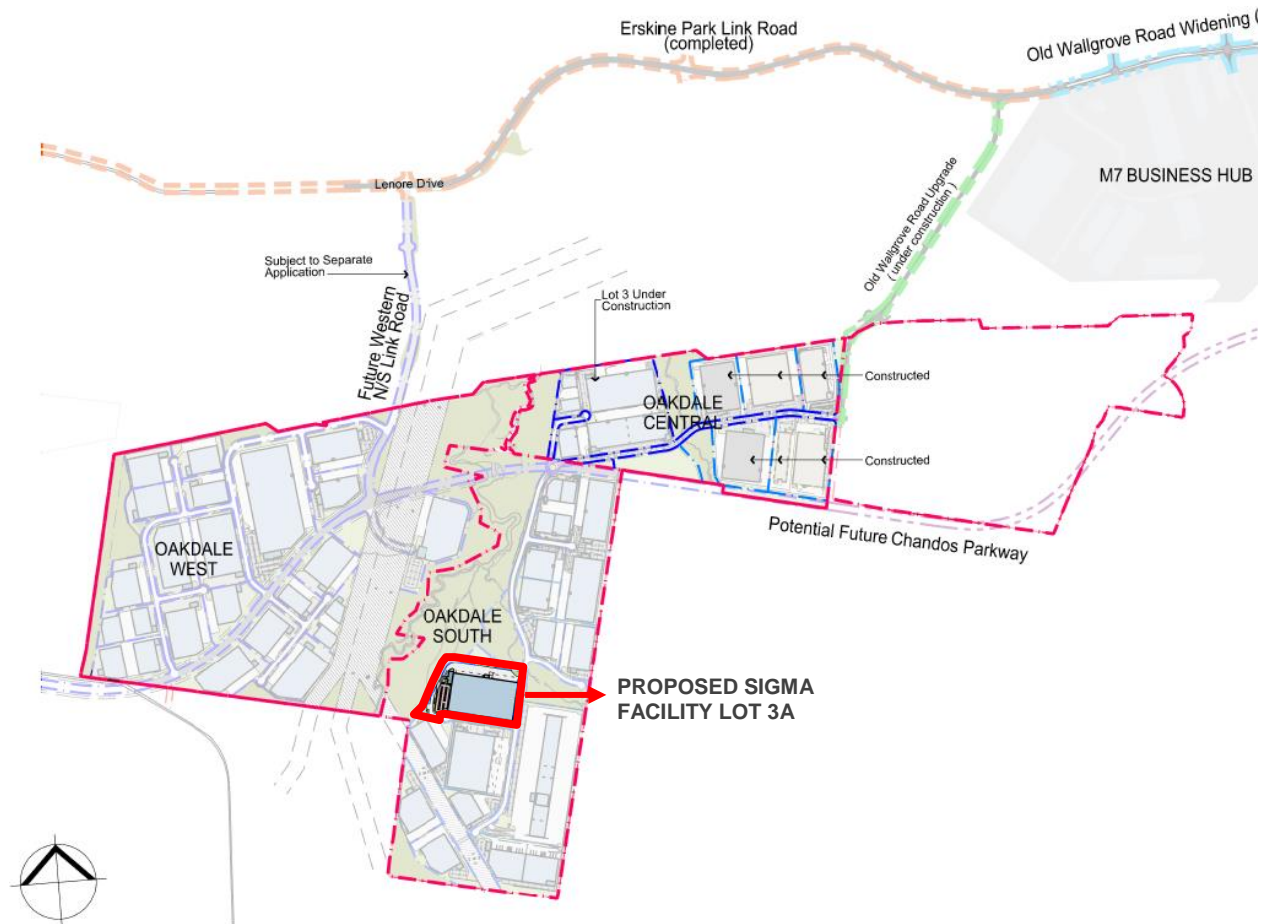 Erskine Park Link Road
(completed)
Old Wallgrove Road Widening (
M7 BUSINESS HUB
Lenore Drive
Old Wallgrove Road Upgrade
( under construction )
Subject to Separate
Application
Future Western
N/S Link Road
Lot 3 Under
Construction
Constructed
OAKDALE
CENTRAL
Constructed
Potential Future Chandos Parkway
OAKDALE
WEST
OAKDALE
SOUTH
PROPOSED SIGMA
FACILITY LOT 3A